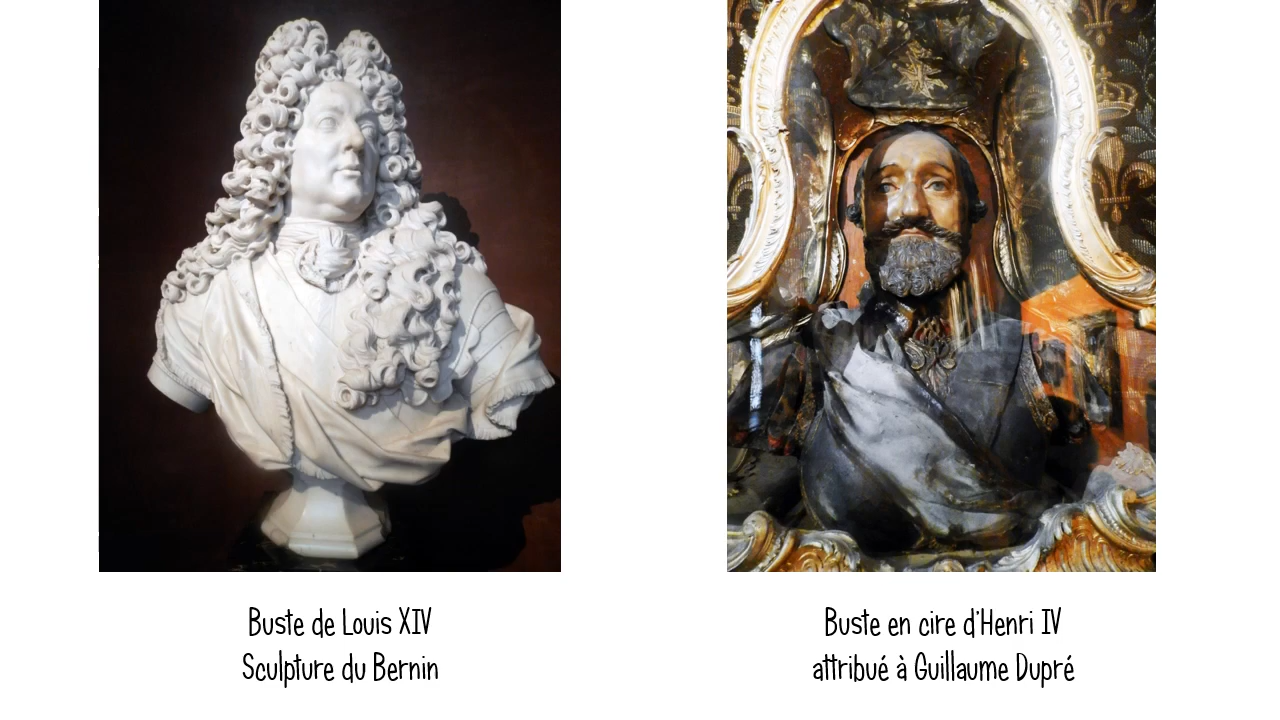 Buste de Louis XIV
Sculpture du Bernin
Buste en cire d'Henri IV
attribué à Guillaume Dupré